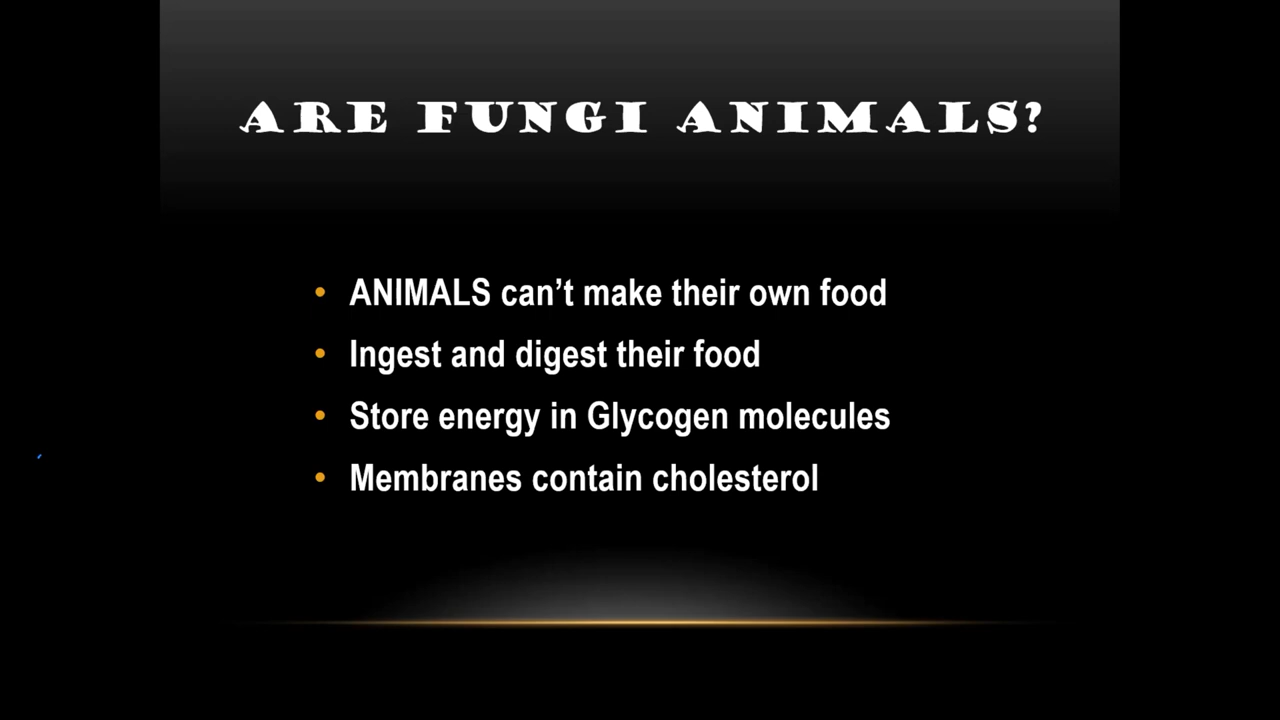 ARE FUNGI ANIMALS?
• ANIMALS can’t make their own food
• Ingest and digest their food
• Store energy in Glycogen molecules
• Membranes contain cholesterol